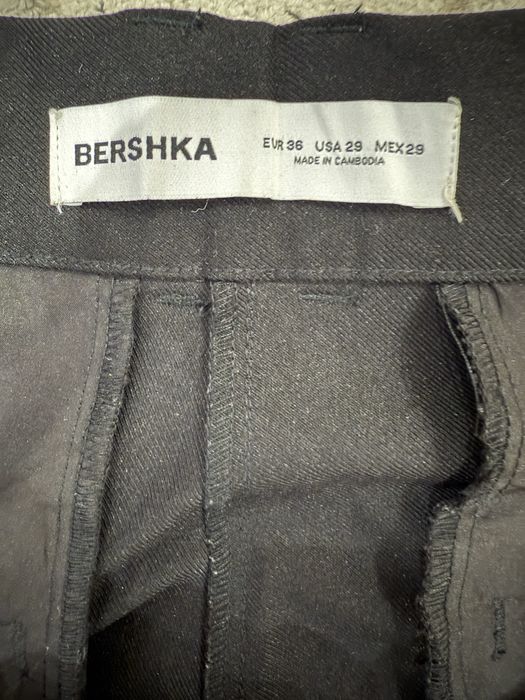 BERSHKA
EUR 36 USA 29 MEX 29
MADE IN CAMBODIA